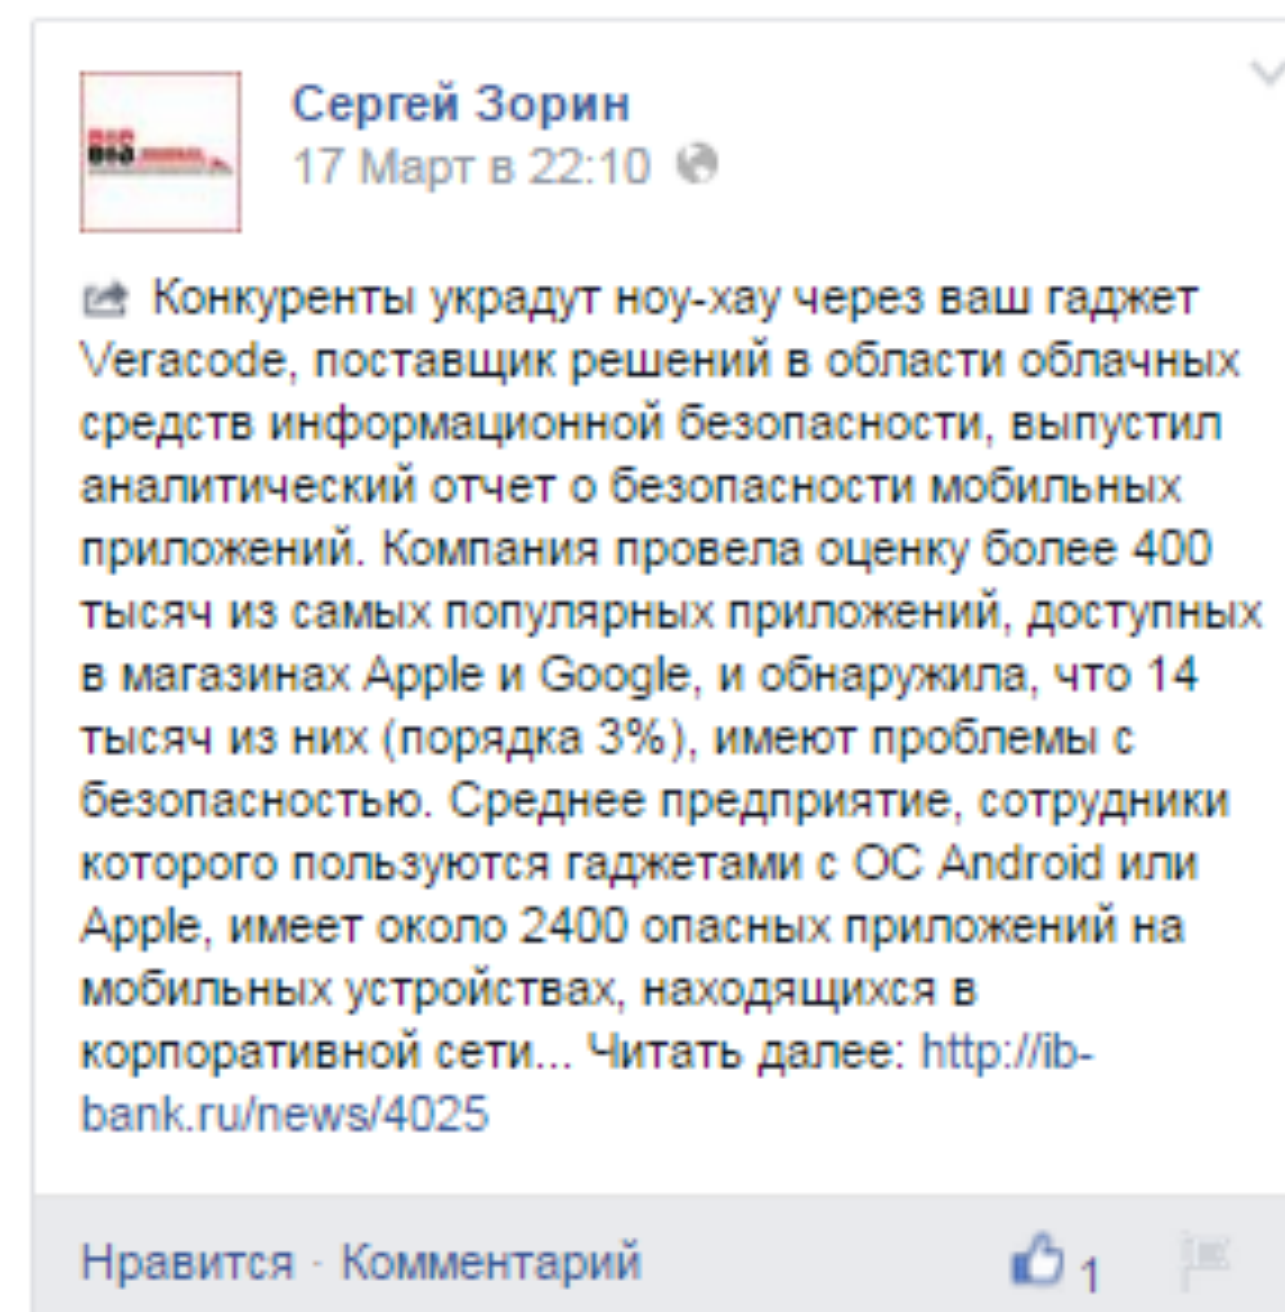 Сергей Зорин
17 Март в 22:10
Конкуренты украдут ноу-хау через ваш гаджет
Veracode, поставщик решений в области облачных
средств информационной безопасности, выпустил
аналитический отчет о безопасности мобильных
приложений. Компания провела оценку более 400
тысяч из самых популярных приложений, доступных
в магазинах Apple и Google, и обнаружила, что 14
тысяч из них (порядка 3%), имеют проблемы с
безопасностью. Среднее предприятие, сотрудники
которого пользуются гаджетами с ОС Android или
Apple, имеет около 2400 опасных приложений на
мобильных устройствах, находящихся в
корпоративной сети... Читать далее: http://ib-
bank.ru/news/4025
Нравится · Комментарий 1